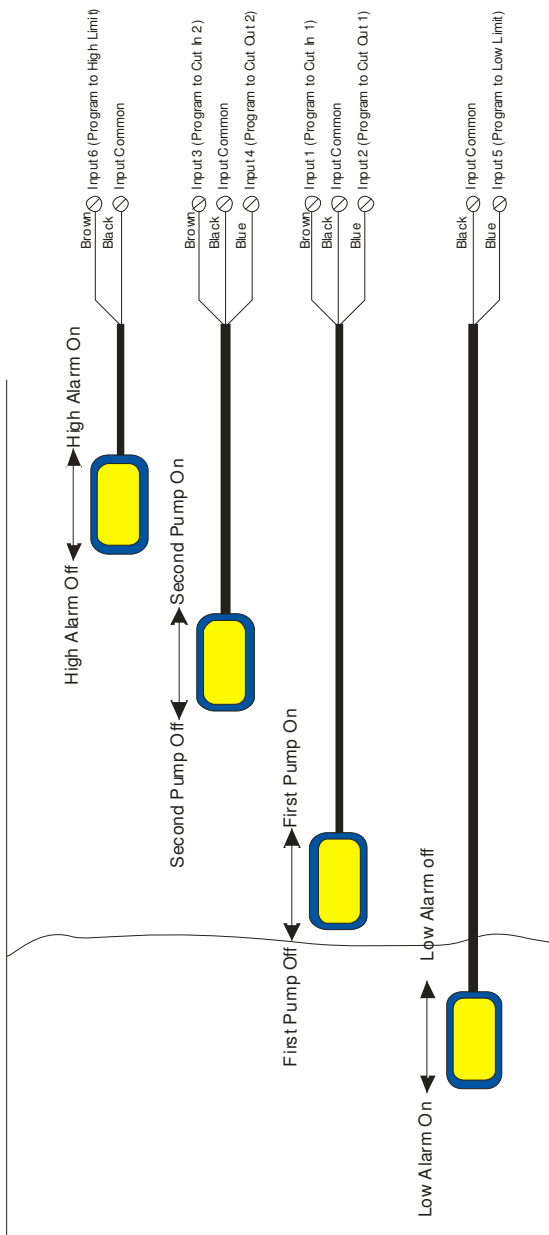 Brown
Input 6 (Program to High Limit)
Black
Input Common
Brown
Input 3 (Program to Cut In 2)
Black
Input Common
Blue
Input 4 (Program to Cut Out 2)
Brown
Input 1 (Program to Cut In 1)
Black
Input Common
Blue
Input 2 (Program to Cut Out 1)
Black
Input Common
Blue
Input 5 (Program to Low Limit)
High Alarm On
High Alarm Off
Second Pump On
Second Pump Off
First Pump On
First Pump Off
Low Alarm off
Low Alarm On